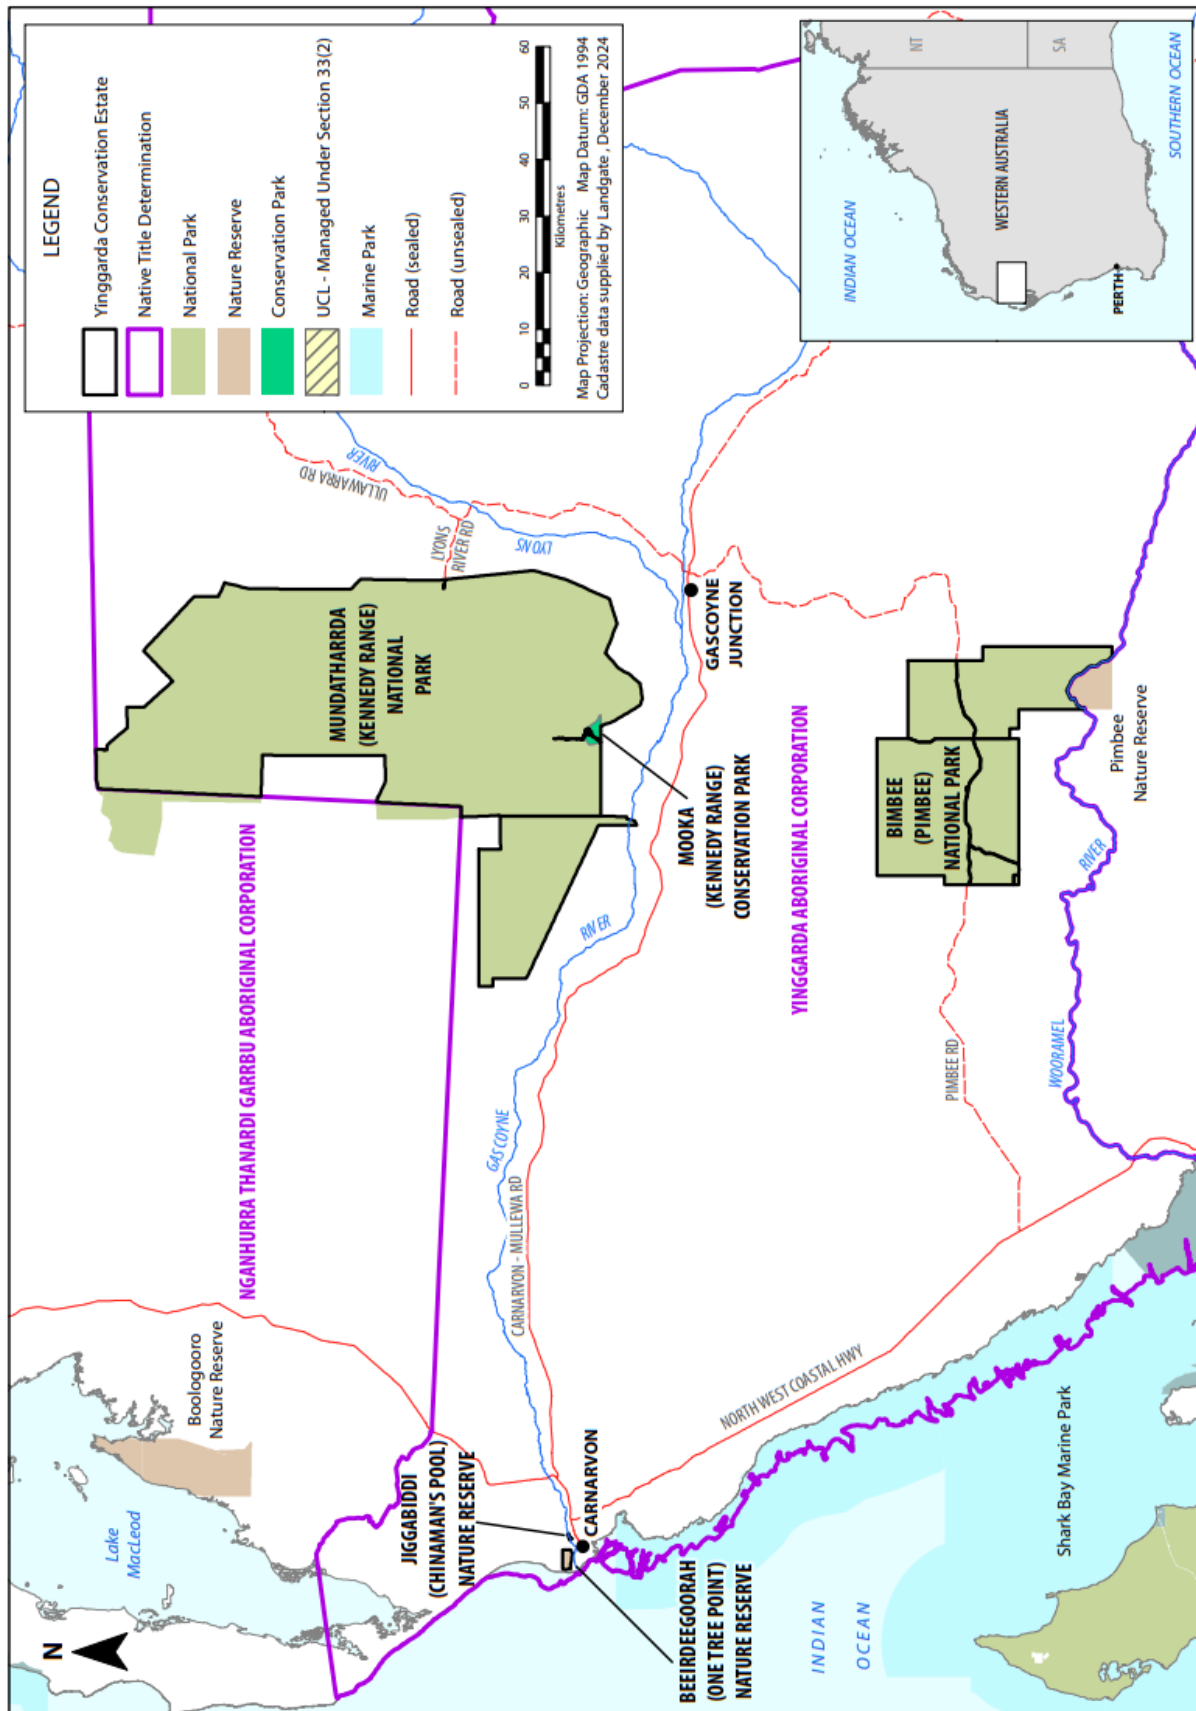 N
Lake
MacLeod
Boologooro
Nature Reserve
NGANHURRA THANARDI GARRBU ABORIGINAL CORPORATION
MUNDATHARRDA
(KENNEDY RANGE)
NATIONAL
PARK
LYONS
RIVER RD
ULLAWARRA RD
RIVER
LYONS
LEGEND
Yinggarda Conservation Estate
Native Title Determination
National Park
Nature Reserve
Conservation Park
UCL - Managed Under Section 33(2)
Marine Park
Road (sealed)
Road (unsealed)
0 10 20 30 40 50 60
Kilometres
Map Projection: Geographic Map Datum: GDA 1994
Cadastre data supplied by Landgate , December 2024
JIGGABIDDI
(CHINAMAN'S POOL)
NATURE RESERVE
CARNARVON
BEEIRDEEGOORAH
(ONE TREE POINT)
NATURE RESERVE
CARNARVON - MULLEWA RD
GASCOYNE
RIVER
MOOKA
(KENNEDY RANGE)
CONSERVATION PARK
GASCOYNE
JUNCTION
YINGGARDA ABORIGINAL CORPORATION
NORTH WEST COASTAL HWY
PIMBEE RD
BIMBEE
(PIMBEE)
NATIONAL PARK
INDIAN
OCEAN
Shark Bay Marine Park
WOORAMEL
RIVER
Pimbee
Nature Reserve
INDIAN OCEAN
WESTERN AUSTRALIA
NT
SA
PERTH
SOUTHERN OCEAN